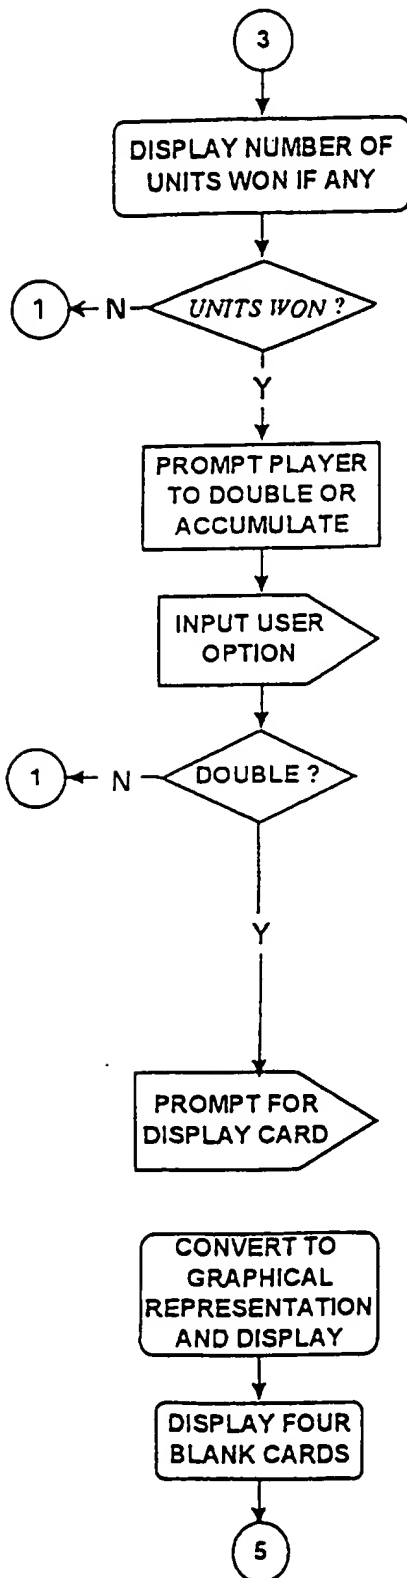 3
DISPLAY NUMBER OF
UNITS WON IF ANY
1
N
UNITS WON ?
Y
PROMPT PLAYER
TO DOUBLE OR
ACCUMULATE
INPUT USER
OPTION
1
N
DOUBLE ?
Y
PROMPT FOR
DISPLAY CARD
CONVERT TO
GRAPHICAL
REPRESENTATION
AND DISPLAY
DISPLAY FOUR
BLANK CARDS
5